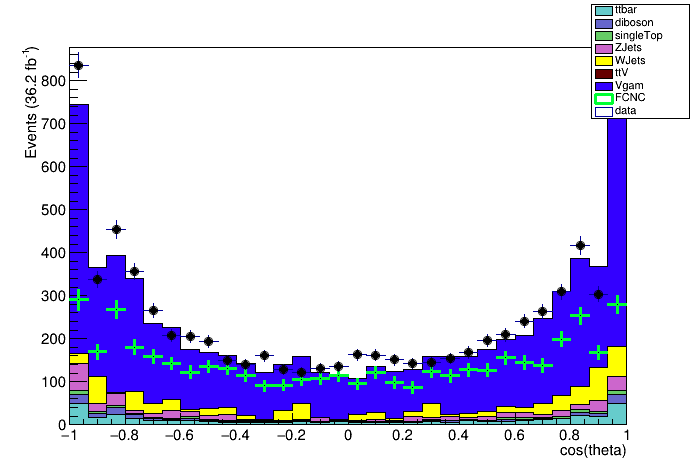 ttbar
diboson
singleTop
ZJets
WJets
ttV
Vgam
FCNC
data
Events (36.2 fb⁻¹)
800
700
600
500
400
300
200
100
0
−1 −0.8 −0.6 −0.4 −0.2 0 0.2 0.4 0.6 0.8 1
cos(theta)